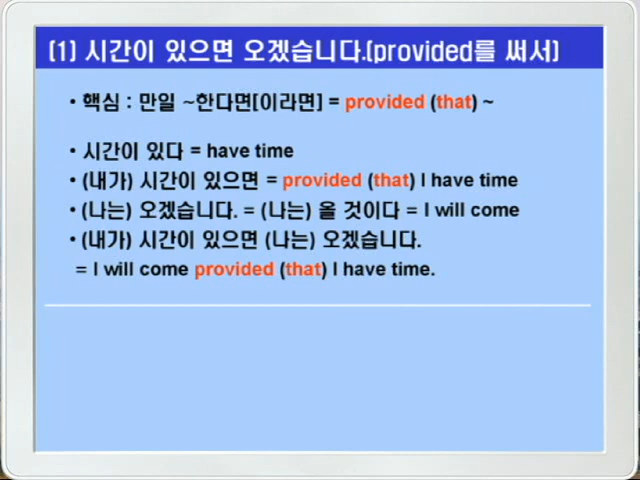 (1) 시간이 있으면 오겠습니다.(provided를 써서)
• 핵심 : 만일 ~한다면[이라면] = provided (that) ~
• 시간이 있다 = have time
• (내가) 시간이 있으면 = provided (that) I have time
• (나는) 오겠습니다. = (나는) 올 것이다 = I will come
• (내가) 시간이 있으면 (나는) 오겠습니다.
= I will come provided (that) I have time.